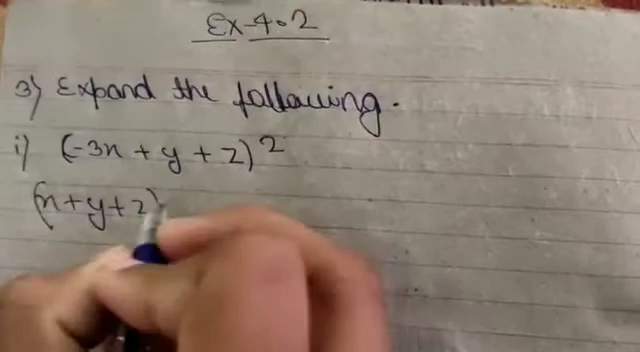 Ex-4.2
3) Expand the following.
i) (-3x + y + z)²
(x+y+z)